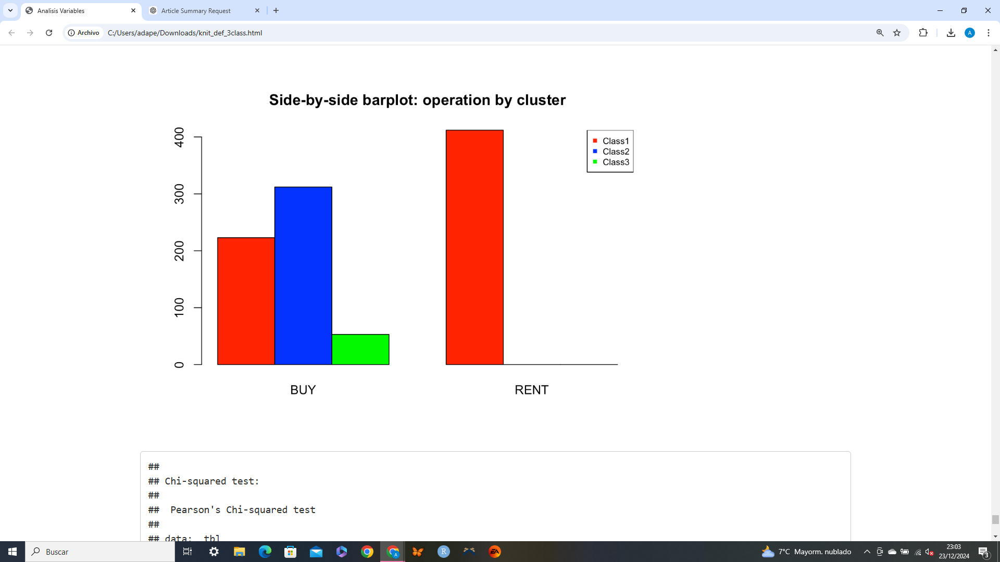 Analisis Variables
Article Summary Request
Archivo
C:/Users/adape/Downloads/knit_def_3class.html
A
Side-by-side barplot: operation by cluster
400
300
200
100
0
Class1
Class2
Class3
BUY
RENT
##
## Chi-squared test:
##
##  Pearson's Chi-squared test
##
## data:  tbl
Buscar
A
R
EA
7°C Mayorm. nublado
23:03
23/12/2024
3